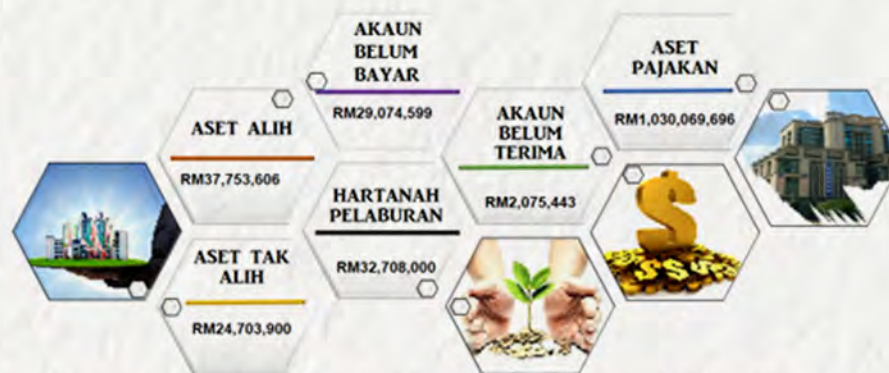 AKAUN
BELUM
BAYAR
RM29,074,599
ASET
PAJAKAN
RM1,030,069,696
ASET ALIH
RM37,753,606
AKAUN
BELUM
TERIMA
RM2,075,443
HARTANAH
PELABURAN
RM32,708,000
ASET TAK
ALIH
RM24,703,900